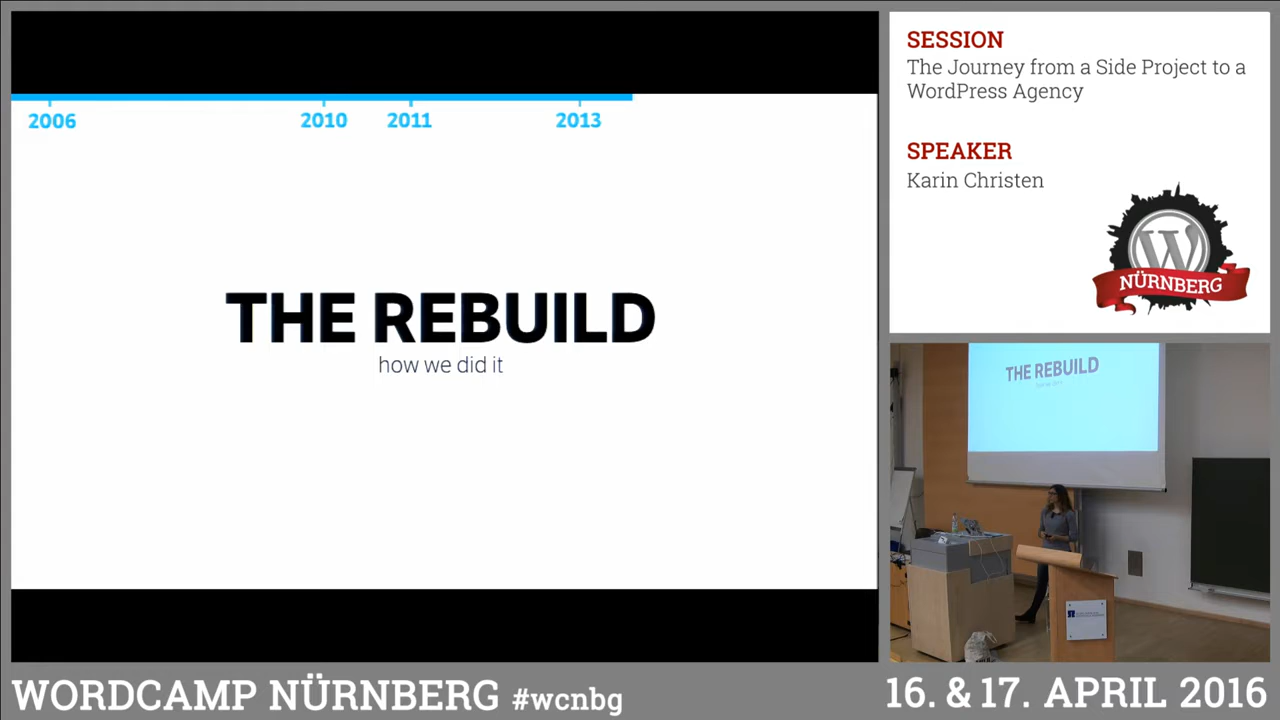 2006 2010 2011 2013
THE REBUILD
how we did it
SESSION
The Journey from a Side Project to a
WordPress Agency
SPEAKER
Karin Christen
W
NÜRNBERG
THE REBUILD
WORDCAMP NÜRNBERG #wcnbg
16. & 17. APRIL 2016